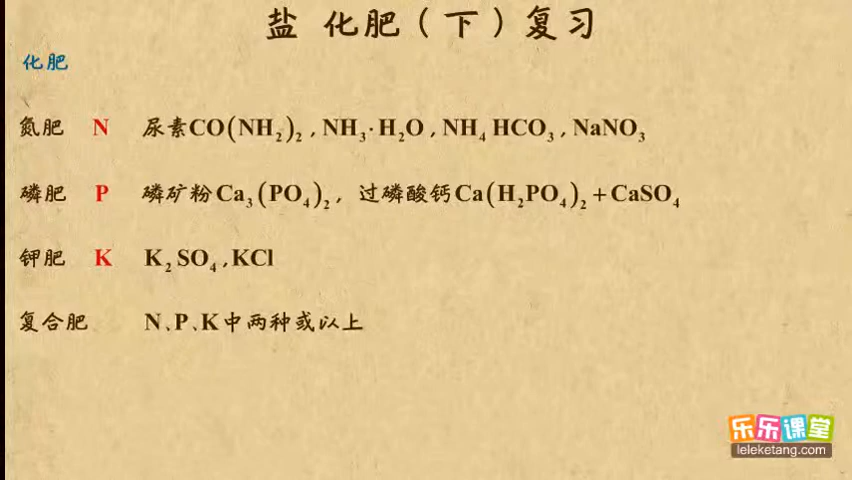 盐 化肥（下）复习
化肥
氮肥 N 尿素CO(NH₂)₂，NH₃·H₂O，NH₄HCO₃，NaNO₃
磷肥 P 磷矿粉Ca₃(PO₄)₂，过磷酸钙Ca(H₂PO₄)₂+CaSO₄
钾肥 K K₂SO₄，KCl
复合肥 N、P、K中两种或以上
乐乐课堂
leleketang.com